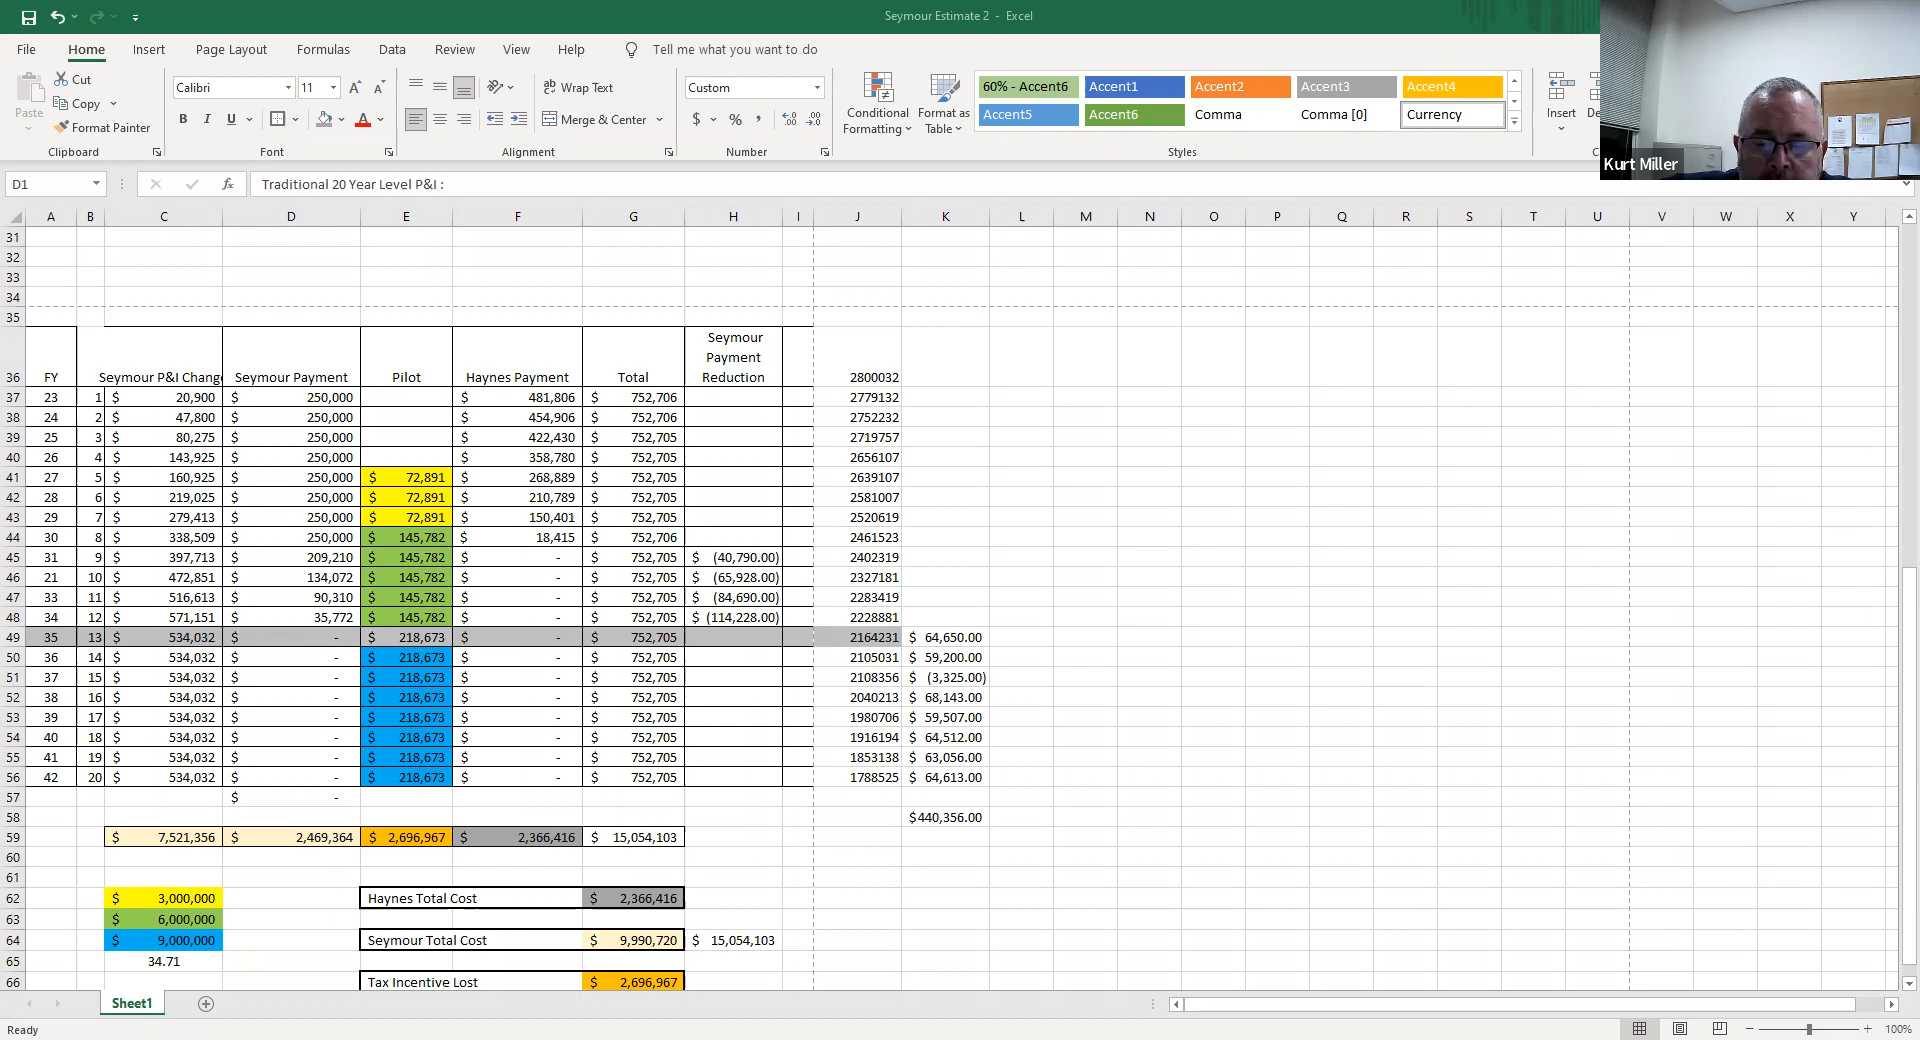 Seymour Estimate 2 - Excel
File Home Insert Page Layout Formulas Data Review View Help Tell me what you want to do
Cut
Copy
Format Painter
Paste
Clipboard
Calibri 11
B I U
Font
Wrap Text
Merge & Center
Alignment
Custom
$ % ,
Number
Conditional Formatting
Format as Table
60% - Accent6 Accent1 Accent2 Accent3 Accent4
Accent5 Accent6 Comma Comma [0] Currency
Styles
Insert
Kurt Miller
D1 fx Traditional 20 Year Level P&I :
A B C D E F G H I J K L M N O P Q R S T U V W X Y
31
32
33
34
35
Seymour
Payment
36 FY Seymour P&I Chang Seymour Payment Pilot Haynes Payment Total Reduction 2800032
37 23 1 $ 20,900 $ 250,000 $ 481,806 $ 752,706 2779132
38 24 2 $ 47,800 $ 250,000 $ 454,906 $ 752,706 2752232
39 25 3 $ 80,275 $ 250,000 $ 422,430 $ 752,705 2719757
40 26 4 $ 143,925 $ 250,000 $ 358,780 $ 752,705 2656107
41 27 5 $ 160,925 $ 250,000 $ 72,891 $ 268,889 $ 752,705 2639107
42 28 6 $ 219,025 $ 250,000 $ 72,891 $ 210,789 $ 752,705 2581007
43 29 7 $ 279,413 $ 250,000 $ 72,891 $ 150,401 $ 752,705 2520619
44 30 8 $ 338,509 $ 250,000 $ 145,782 $ 18,415 $ 752,706 2461523
45 31 9 $ 397,713 $ 209,210 $ 145,782 $ - $ 752,705 $ (40,790.00) 2402319
46 21 10 $ 472,851 $ 134,072 $ 145,782 $ - $ 752,705 $ (65,928.00) 2327181
47 33 11 $ 516,613 $ 90,310 $ 145,782 $ - $ 752,705 $ (84,690.00) 2283419
48 34 12 $ 571,151 $ 35,772 $ 145,782 $ - $ 752,705 $ (114,228.00) 2228881
49 35 13 $ 534,032 $ - $ 218,673 $ - $ 752,705 2164231 $ 64,650.00
50 36 14 $ 534,032 $ - $ 218,673 $ - $ 752,705 2105031 $ 59,200.00
51 37 15 $ 534,032 $ - $ 218,673 $ - $ 752,705 2108356 $ (3,325.00)
52 38 16 $ 534,032 $ - $ 218,673 $ - $ 752,705 2040213 $ 68,143.00
53 39 17 $ 534,032 $ - $ 218,673 $ - $ 752,705 1980706 $ 59,507.00
54 40 18 $ 534,032 $ - $ 218,673 $ - $ 752,705 1916194 $ 64,512.00
55 41 19 $ 534,032 $ - $ 218,673 $ - $ 752,705 1853138 $ 63,056.00
56 42 20 $ 534,032 $ - $ 218,673 $ - $ 752,705 1788525 $ 64,613.00
57 $ -
58 $440,356.00
59 $ 7,521,356 $ 2,469,364 $ 2,696,967 $ 2,366,416 $ 15,054,103
60
61
62 $ 3,000,000 Haynes Total Cost $ 2,366,416
63 $ 6,000,000
64 $ 9,000,000 Seymour Total Cost $ 9,990,720 $ 15,054,103
65 34.71
66 Tax Incentive Lost $ 2,696,967
Sheet1
Ready 100%